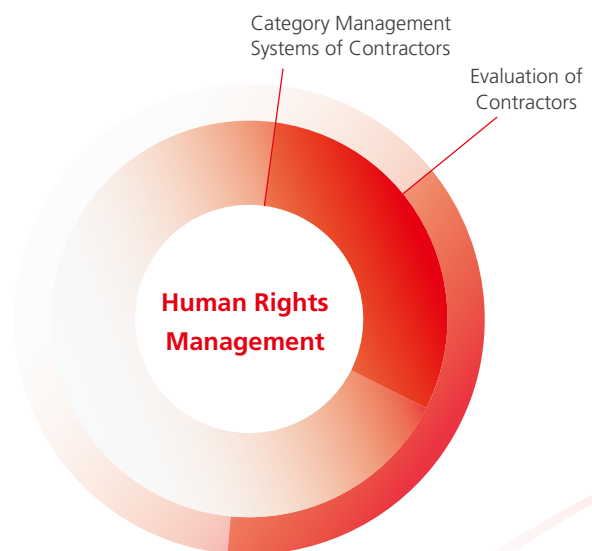 Category Management
Systems of Contractors
Evaluation of
Contractors
Human Rights
Management